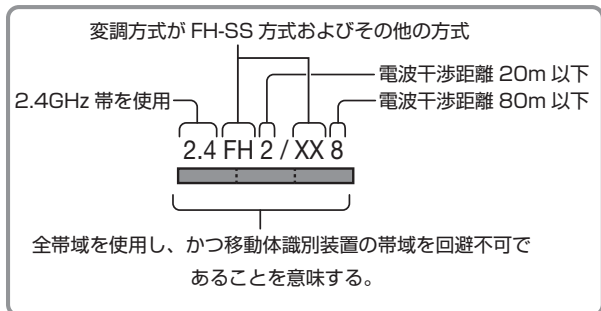 変調方式が FH-SS 方式およびその他の方式
電波干渉距離 20m 以下
2.4GHz 帯を使用
電波干渉距離 80m 以下
2.4 FH 2 / XX 8
全帯域を使用し、かつ移動体識別装置の帯域を回避不可で
あることを意味する。